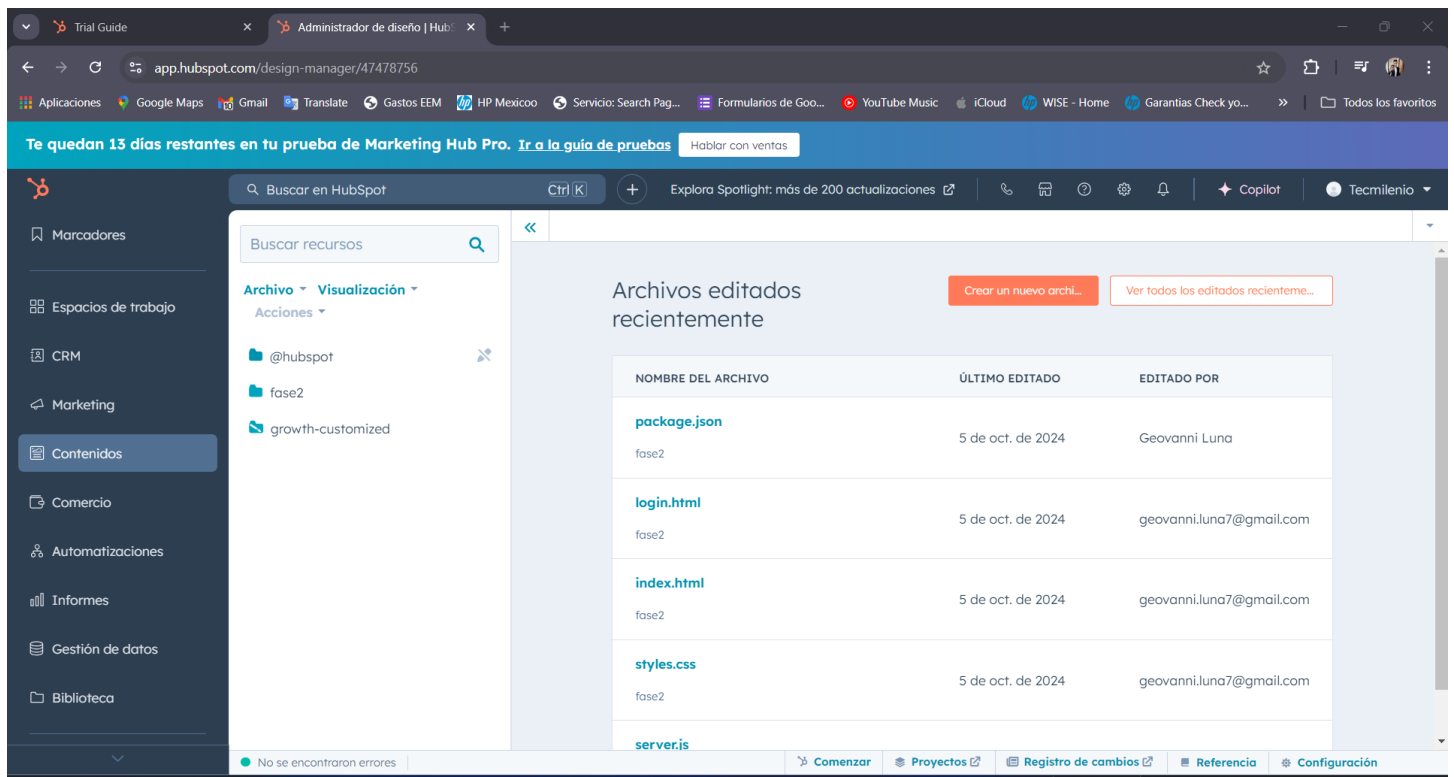 Trial Guide
Administrador de diseño | HubS
app.hubspot.com/design-manager/47478756
Aplicaciones Google Maps Gmail Translate Gastos EEM HP Mexicoo Servicio: Search Pag... Formularios de Goo... YouTube Music iCloud WISE - Home Garantias Check yo... Todos los favoritos
Te quedan 13 días restantes en tu prueba de Marketing Hub Pro. Ir a la guía de pruebas Hablar con ventas
Buscar en HubSpot Ctrl K Explora Spotlight: más de 200 actualizaciones Copilot Tecmilenio
Marcadores
Espacios de trabajo
CRM
Marketing
Contenidos
Comercio
Automatizaciones
Informes
Gestión de datos
Biblioteca
Buscar recursos
Archivo Visualización
Acciones
@hubspot
fase2
growth-customized
Archivos editados
recientemente
Crear un nuevo archi...
Ver todos los editados recienteme...
NOMBRE DEL ARCHIVO ÚLTIMO EDITADO EDITADO POR
package.json
fase2
5 de oct. de 2024 Geovanni Luna
login.html
fase2
5 de oct. de 2024 geovanni.luna7@gmail.com
index.html
fase2
5 de oct. de 2024 geovanni.luna7@gmail.com
styles.css
fase2
5 de oct. de 2024 geovanni.luna7@gmail.com
server.js
No se encontraron errores Comenzar Proyectos Registro de cambios Referencia Configuración